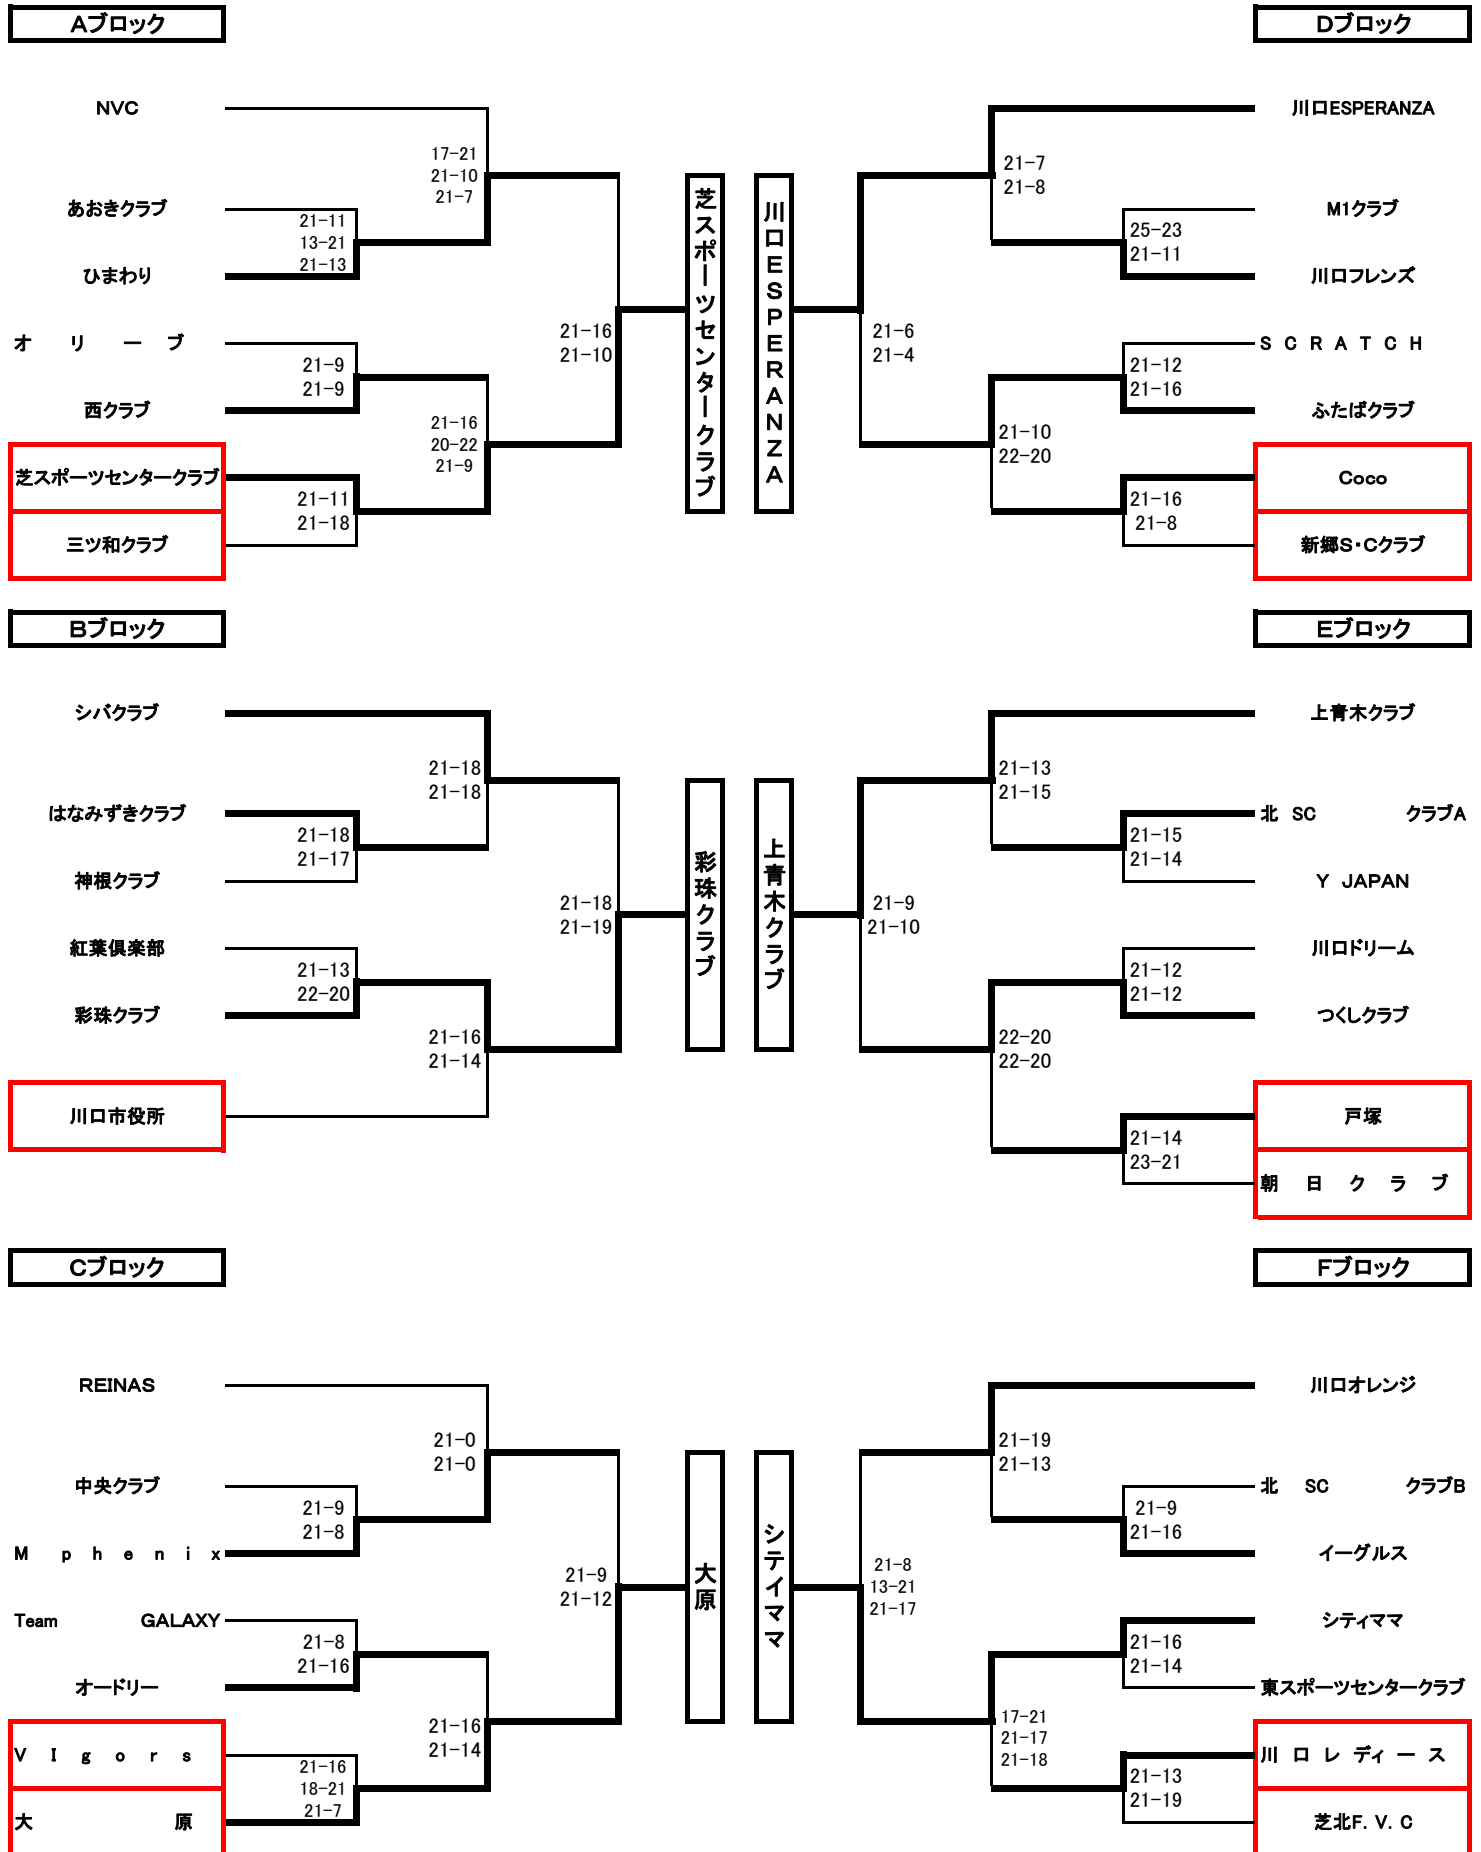 Aブロック
NVC
17-21
21-10
21-7
あおきクラブ
21-11
13-21
21-13
ひまわり
オリーブ
21-9
21-9
西クラブ
21-16
21-10
21-16
20-22
21-9
芝スポーツセンタークラブ
21-11
21-18
三ツ和クラブ
芝スポーツセンタークラブ
川口ESPERANZA
Dブロック
川口ESPERANZA
21-7
21-8
M1クラブ
25-23
21-11
川口フレンズ
21-6
21-4
SCRATCH
21-12
21-16
ふたばクラブ
21-10
22-20
Coco
21-16
21-8
新郷S・Cクラブ
Bブロック
シバクラブ
21-18
21-18
はなみずきクラブ
21-18
21-17
神根クラブ
21-18
21-19
紅葉倶楽部
21-13
22-20
彩珠クラブ
21-16
21-14
川口市役所
彩珠クラブ
上青木クラブ
Eブロック
上青木クラブ
21-13
21-15
北 SC クラブA
21-15
21-14
Y JAPAN
21-9
21-10
川口ドリーム
21-12
21-12
つくしクラブ
22-20
22-20
戸塚
21-14
23-21
朝日クラブ
Cブロック
REINAS
21-0
21-0
中央クラブ
21-9
21-8
M phenix
21-9
21-12
Team GALAXY
21-8
21-16
オードリー
21-16
21-14
VIgors
21-16
18-21
21-7
大原
大原
シテイママ
Fブロック
川口オレンジ
21-19
21-13
北 SC クラブB
21-9
21-16
イーグルス
21-8
13-21
21-17
シティママ
21-16
21-14
東スポーツセンタークラブ
17-21
21-17
21-18
川口レディース
21-13
21-19
芝北F.V.C